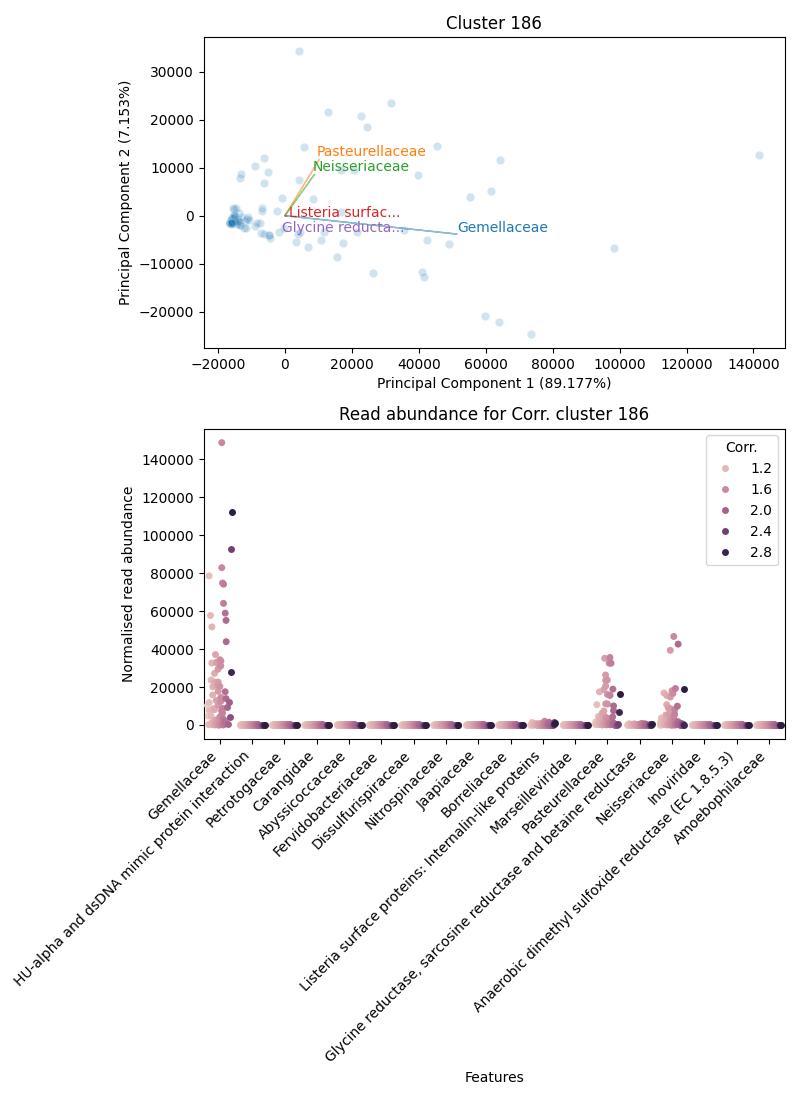 Cluster 186
Principal Component 2 (7.153%)
30000
20000
10000
0
−10000
−20000
Pasteurellaceae
Neisseriaceae
Listeria surfac...
Glycine reducta...
Gemellaceae
−20000 0 20000 40000 60000 80000 100000 120000 140000
Principal Component 1 (89.177%)
Read abundance for Corr. cluster 186
Normalised read abundance
140000
120000
100000
80000
60000
40000
20000
0
Corr.
1.2
1.6
2.0
2.4
2.8
Gemellaceae
HU-alpha and dsDNA mimic protein interaction
Petrotogaceae
Carangidae
Abyssicoccaceae
Fervidobacteriaceae
Dissulfurispiraceae
Nitrospinaceae
Jaapiaceae
Borreliaceae
Listeria surface proteins: Internalin-like proteins
Marseilleviridae
Pasteurellaceae
Glycine reductase, sarcosine reductase and betaine reductase
Neisseriaceae
Inoviridae
Anaerobic dimethyl sulfoxide reductase (EC 1.8.5.3)
Amoebophilaceae
Features